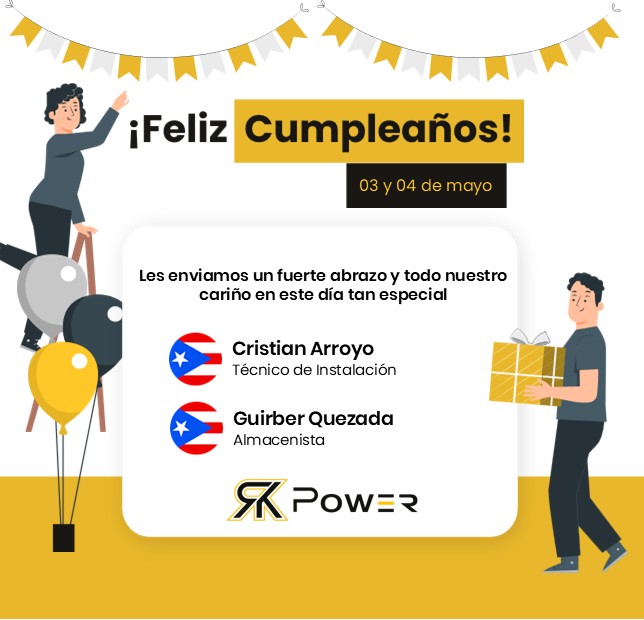 ¡Feliz Cumpleaños!
03 y 04 de mayo
Les enviamos un fuerte abrazo y todo nuestro
cariño en este día tan especial
Cristian Arroyo
Técnico de Instalación
Guirber Quezada
Almacenista
RK Power